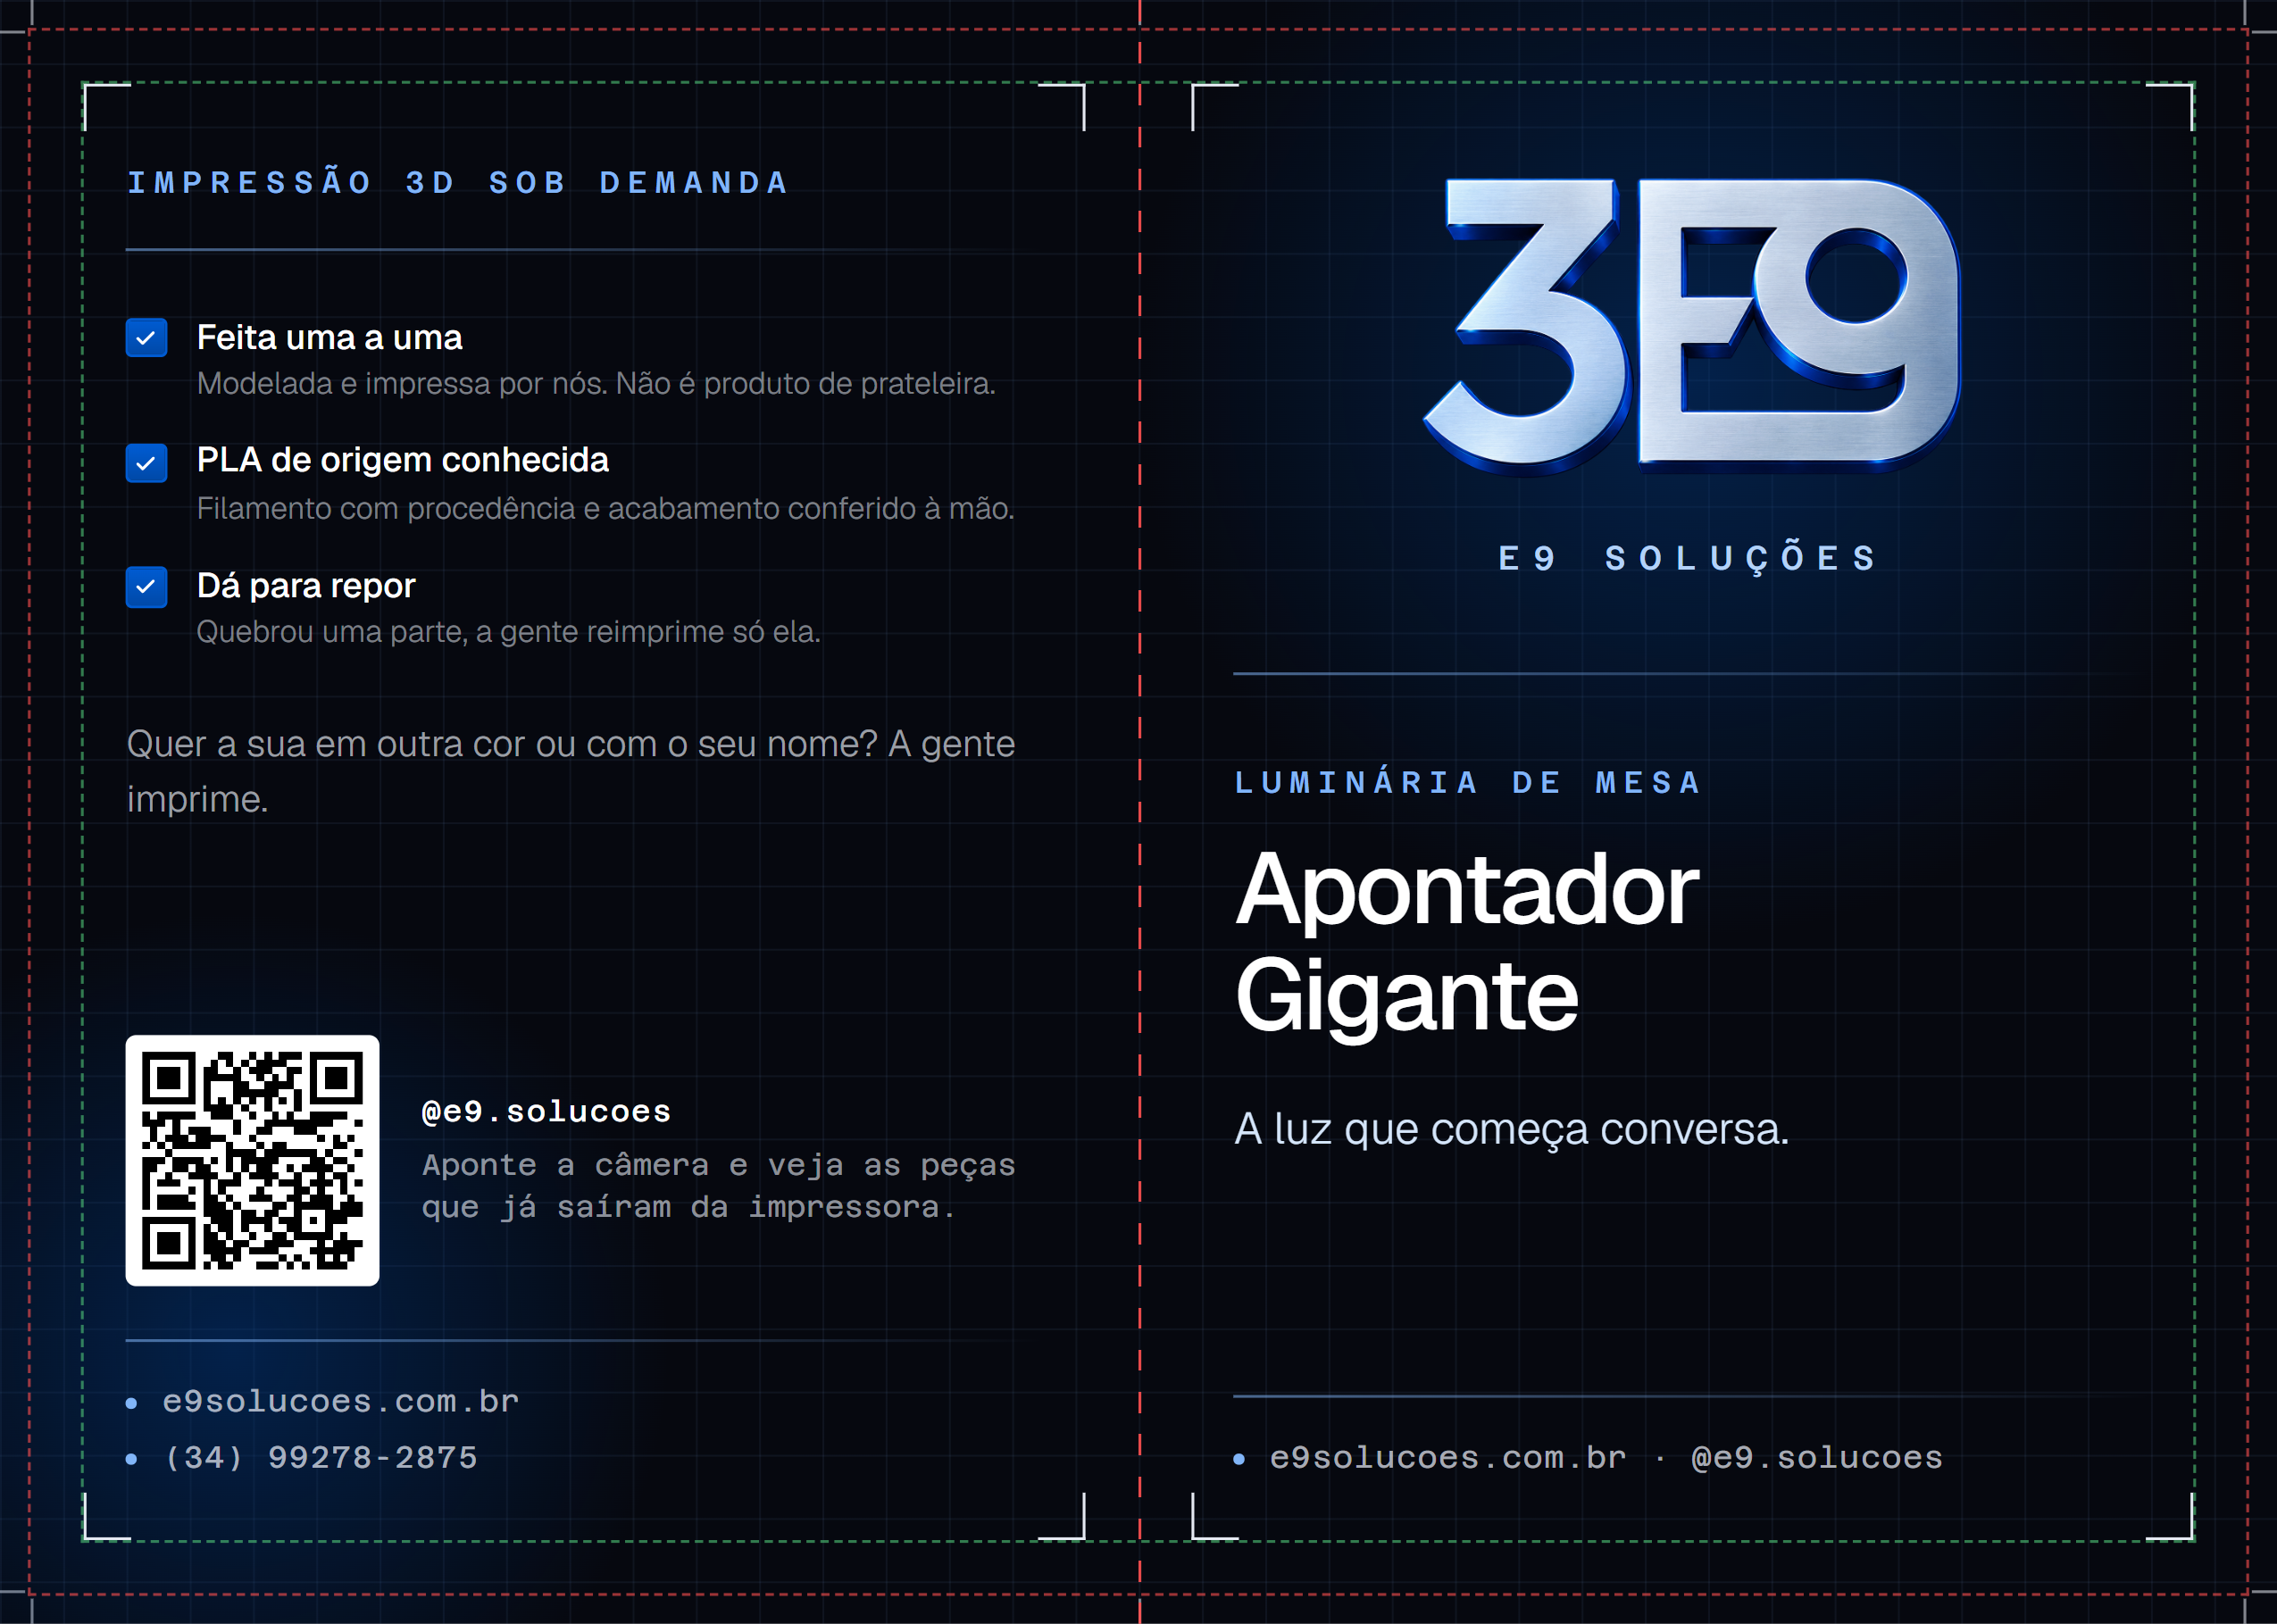 IMPRESSÃO 3D SOB DEMANDA
Feita uma a uma
Modelada e impressa por nós. Não é produto de prateleira.
PLA de origem conhecida
Filamento com procedência e acabamento conferido à mão.
Dá para repor
Quebrou uma parte, a gente reimprime só ela.
Quer a sua em outra cor ou com o seu nome? A gente
imprime.
@e9.solucoes
Aponte a câmera e veja as peças
que já saíram da impressora.
e9solucoes.com.br
(34) 99278-2875
3E9
E9 SOLUÇÕES
LUMINÁRIA DE MESA
Apontador
Gigante
A luz que começa conversa.
e9solucoes.com.br · @e9.solucoes